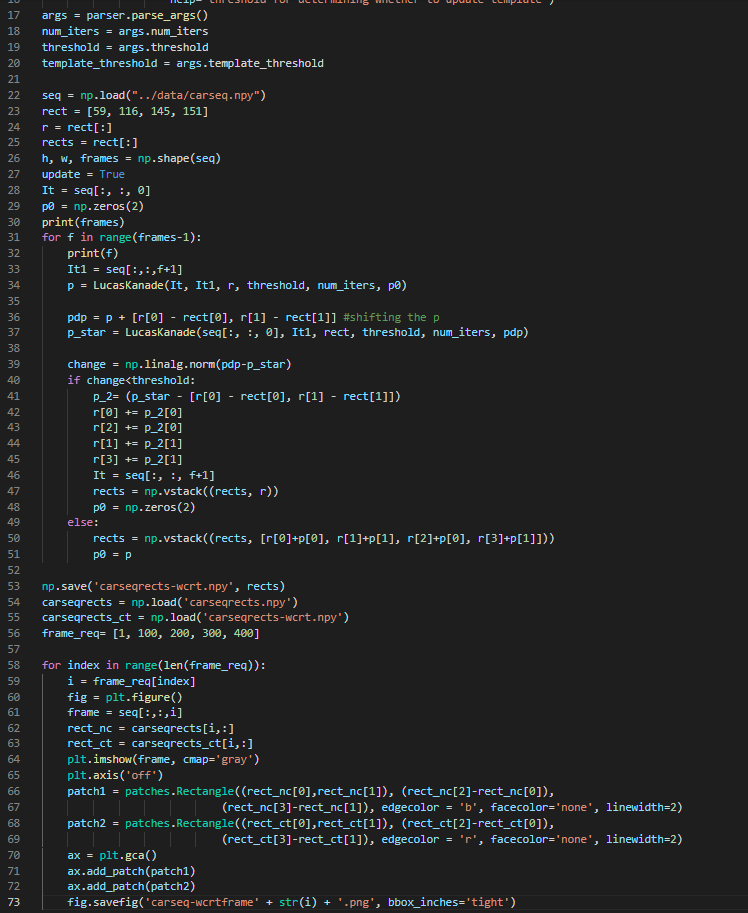 16 help='threshold for determining whether to update template')
17 args = parser.parse_args()
18 num_iters = args.num_iters
19 threshold = args.threshold
20 template_threshold = args.template_threshold
21
22 seq = np.load("../data/carseq.npy")
23 rect = [59, 116, 145, 151]
24 r = rect[:]
25 rects = rect[:]
26 h, w, frames = np.shape(seq)
27 update = True
28 It = seq[:, :, 0]
29 p0 = np.zeros(2)
30 print(frames)
31 for f in range(frames-1):
32 print(f)
33 It1 = seq[:,:,f+1]
34 p = LucasKanade(It, It1, r, threshold, num_iters, p0)
35
36 pdp = p + [r[0] - rect[0], r[1] - rect[1]] #shifting the p
37 p_star = LucasKanade(seq[:, :, 0], It1, rect, threshold, num_iters, pdp)
38
39 change = np.linalg.norm(pdp-p_star)
40 if change<threshold:
41 p_2= (p_star - [r[0] - rect[0], r[1] - rect[1]])
42 r[0] += p_2[0]
43 r[2] += p_2[0]
44 r[1] += p_2[1]
45 r[3] += p_2[1]
46 It = seq[:, :, f+1]
47 rects = np.vstack((rects, r))
48 p0 = np.zeros(2)
49 else:
50 rects = np.vstack((rects, [r[0]+p[0], r[1]+p[1], r[2]+p[0], r[3]+p[1]]))
51 p0 = p
52
53 np.save('carseqrects-wcrt.npy', rects)
54 carseqrects = np.load('carseqrects.npy')
55 carseqrects_ct = np.load('carseqrects-wcrt.npy')
56 frame_req= [1, 100, 200, 300, 400]
57
58 for index in range(len(frame_req)):
59 i = frame_req[index]
60 fig = plt.figure()
61 frame = seq[:,:,i]
62 rect_nc = carseqrects[i,:]
63 rect_ct = carseqrects_ct[i,:]
64 plt.imshow(frame, cmap='gray')
65 plt.axis('off')
66 patch1 = patches.Rectangle((rect_nc[0],rect_nc[1]), (rect_nc[2]-rect_nc[0]),
67 (rect_nc[3]-rect_nc[1]), edgecolor = 'b', facecolor='none', linewidth=2)
68 patch2 = patches.Rectangle((rect_ct[0],rect_ct[1]), (rect_ct[2]-rect_ct[0]),
69 (rect_ct[3]-rect_ct[1]), edgecolor = 'r', facecolor='none', linewidth=2)
70 ax = plt.gca()
71 ax.add_patch(patch1)
72 ax.add_patch(patch2)
73 fig.savefig('carseq-wcrtframe' + str(i) + '.png', bbox_inches='tight')